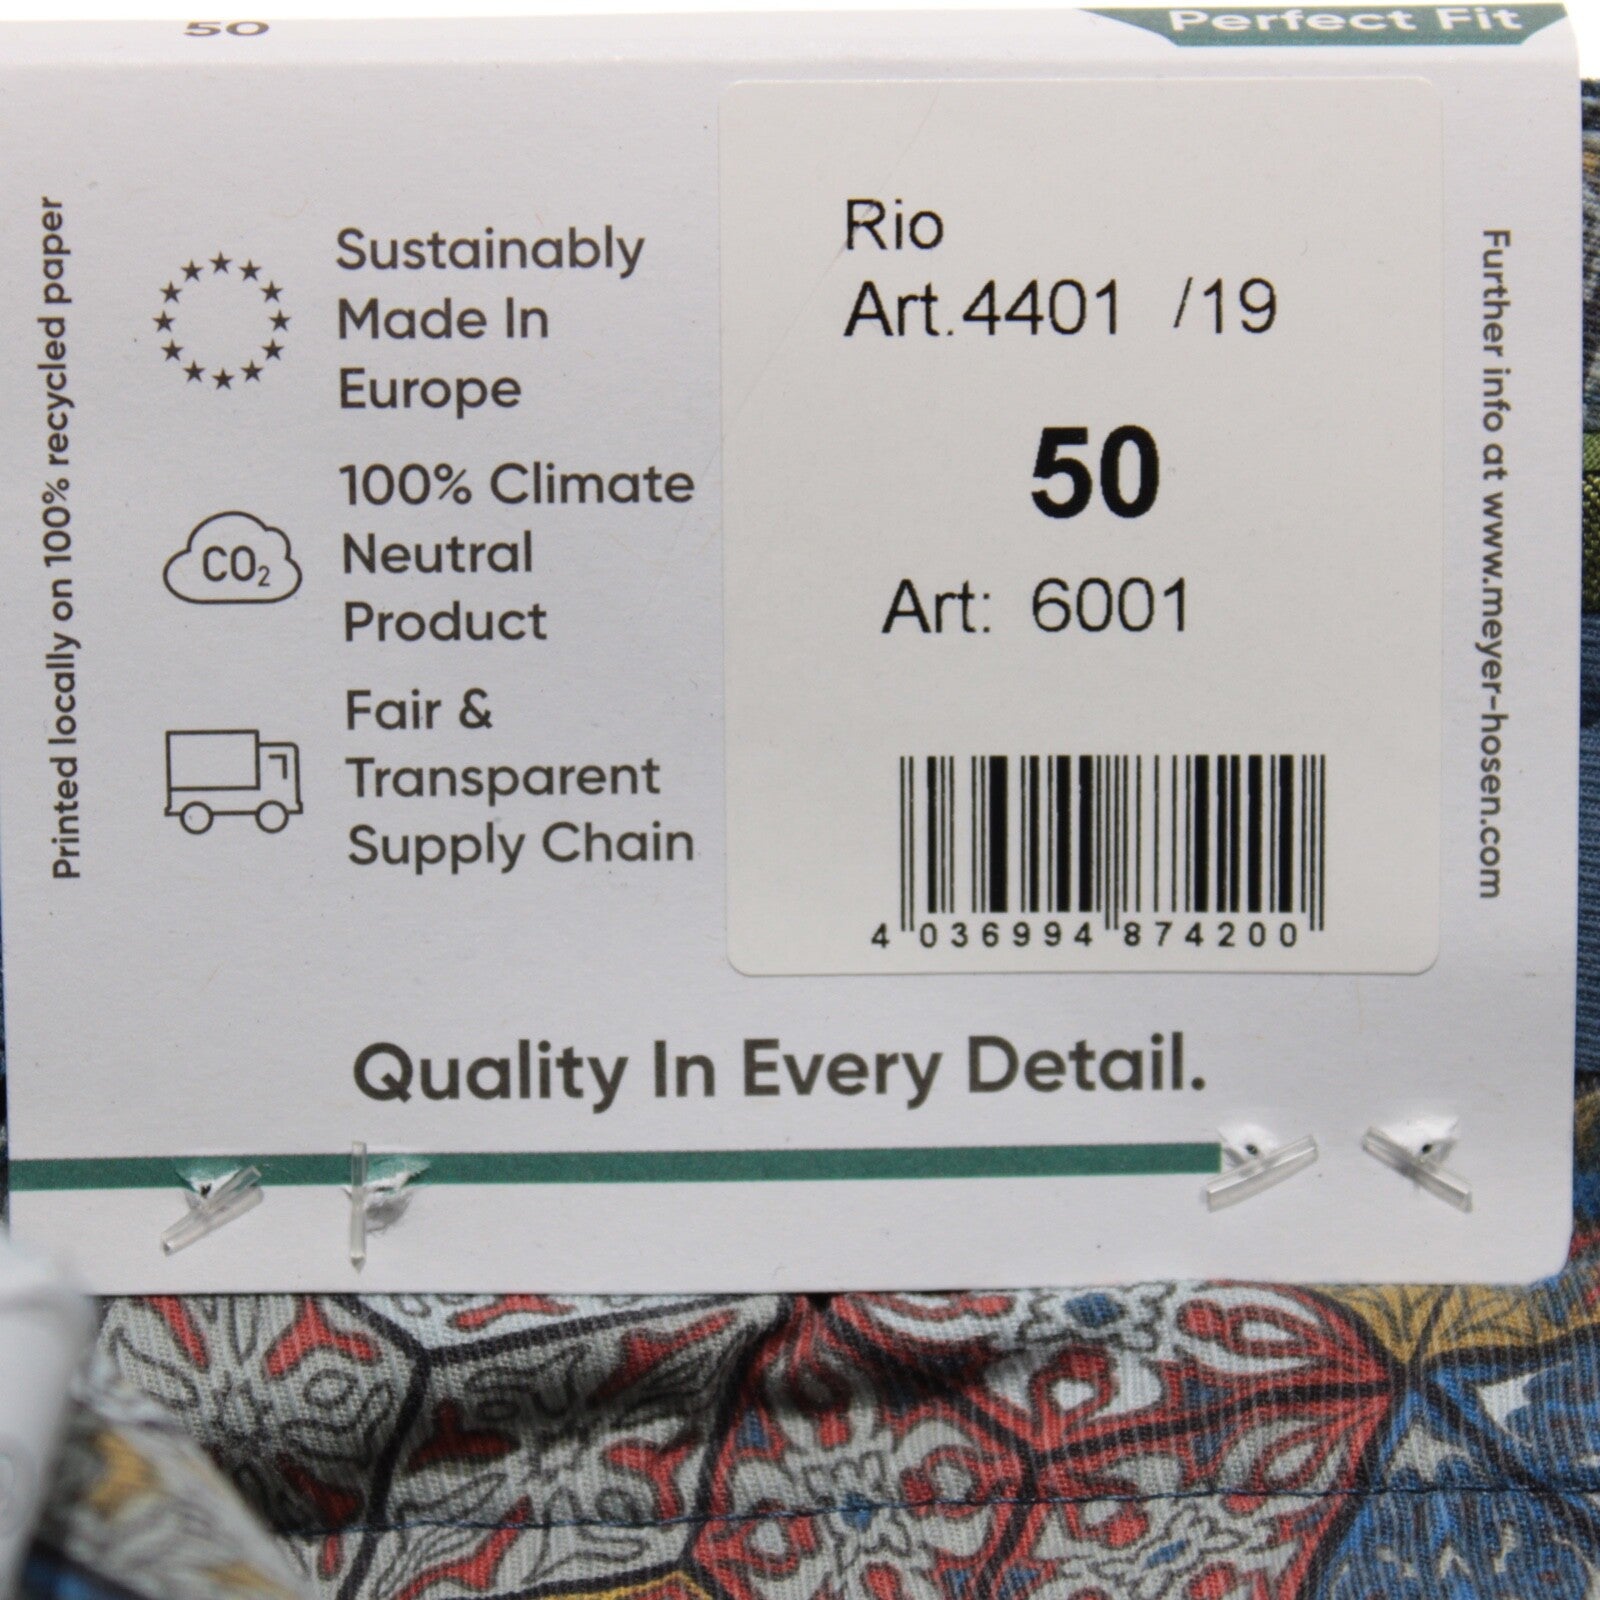 50
Perfect Fit
Printed locally on 100% recycled paper
Sustainably
Made In
Europe
CO₂
100% Climate
Neutral
Product
Fair &
Transparent
Supply Chain
Rio
Art.4401 /19
50
Art: 6001
4 036994 874200
Further info at www.meyer-hosen.com
Quality In Every Detail.